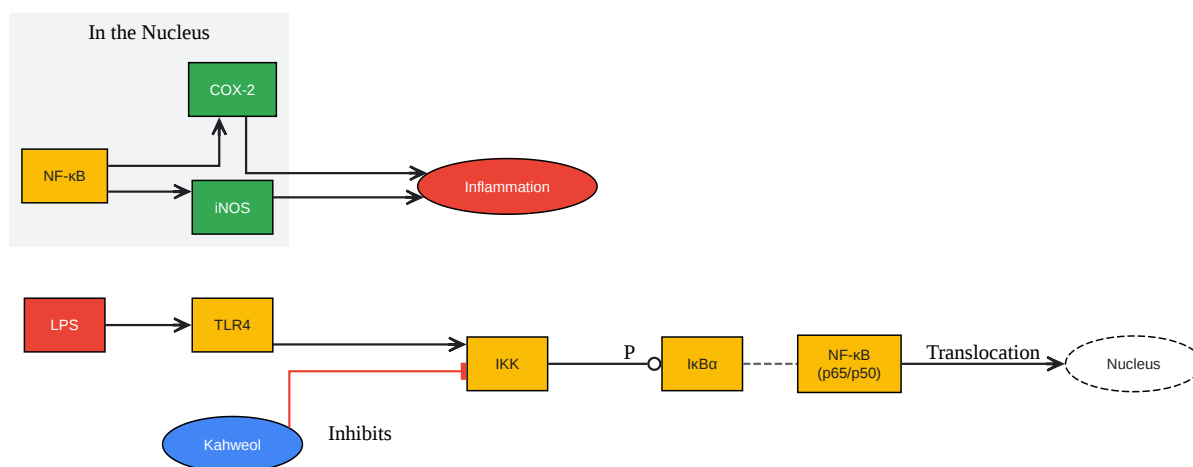 In the Nucleus
COX-2
NF-κB
iNOS
Inflammation
LPS
TLR4
IKK
P
IκBα
NF-κB
(p65/p50)
Translocation
Nucleus
Kahweol
Inhibits